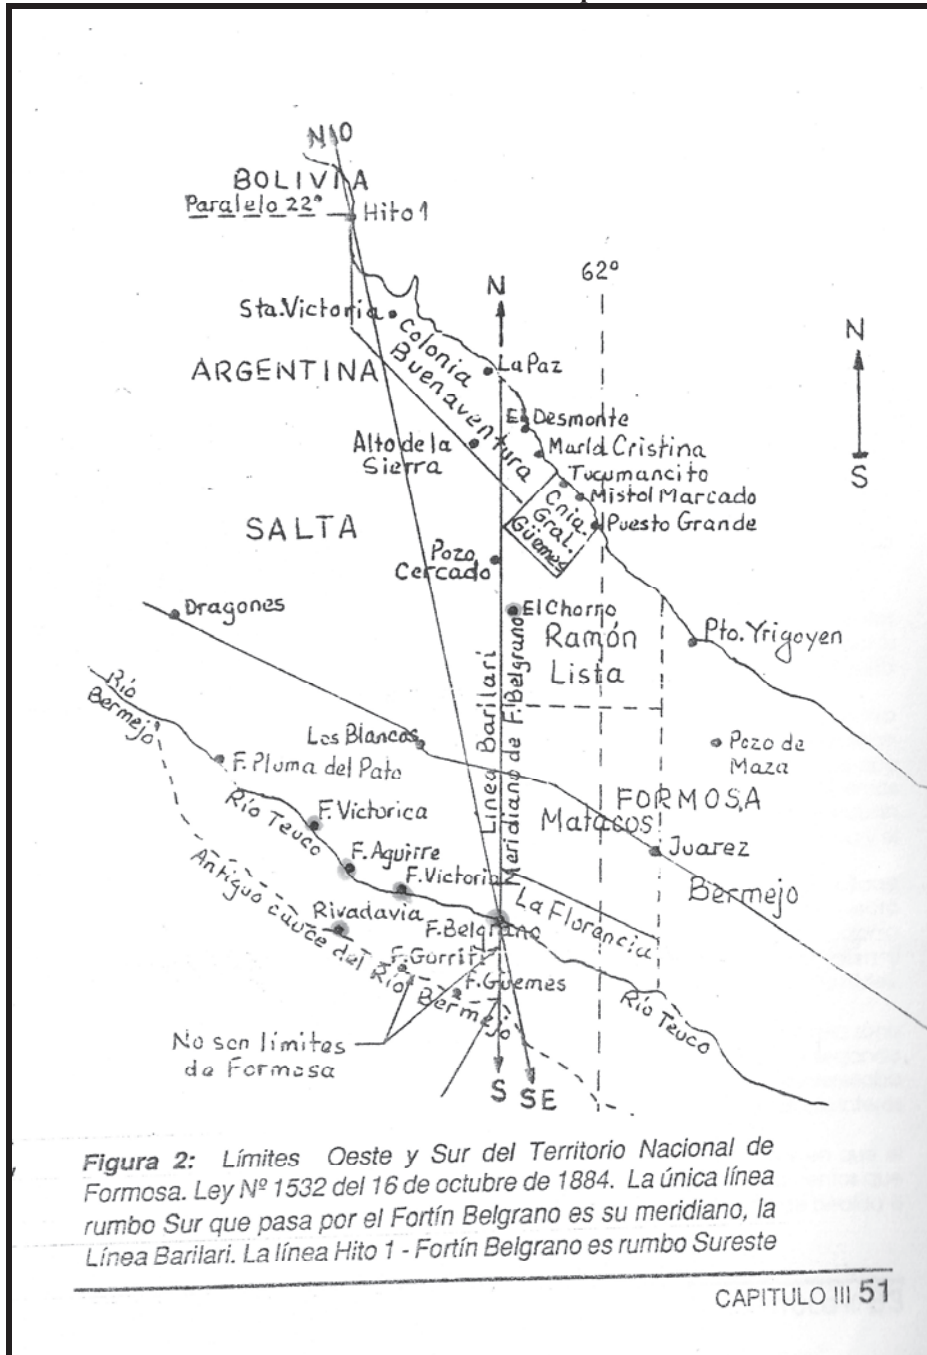 N O
BOLIVIA
Paralelo 22°
Hito 1
62°
N
Sta. Victoria
Colonia
Buenaventura
La Paz
ARGENTINA
N
S
El Desmonte
Alto de la
Sierra
María Cristina
Tucumancito
Mistol Marcado
Cnia.
Gral.
Güemes
Puesto Grande
SALTA
Pozo
Cercado
Dragones
El Chorro
Ramón
Lista
Pto. Yrigoyen
Río
Bermejo
Línea Barilari
Meridiano de F. Belgrano
Los Blancos
F. Pluma del Pato
Pozo de
Maza
FORMOSA
Matacos
Río Teuco
F. Victorica
Juarez
F. Aguirre
F. Victoria
Bermejo
Antiguo cauce del Río Bermejo
Rivadavia
F. Belgrano
La Florencia
F. Gorriti
F. Güemes
Río Teuco
No son límites
de Formosa
S
SE
Figura 2: Límites Oeste y Sur del Territorio Nacional de
Formosa. Ley Nº 1532 del 16 de octubre de 1884. La única línea
rumbo Sur que pasa por el Fortín Belgrano es su meridiano, la
Línea Barilari. La línea Hito 1 - Fortín Belgrano es rumbo Sureste
CAPITULO III 51